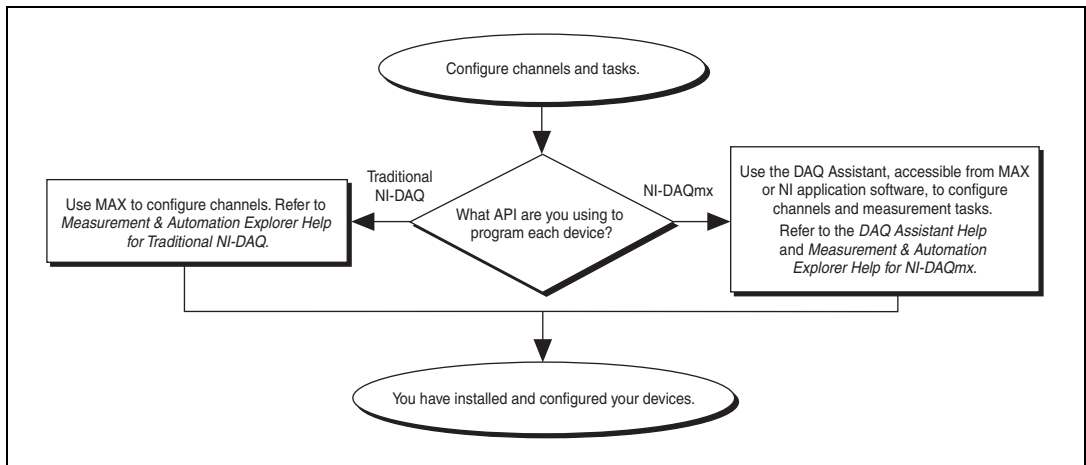 Configure channels and tasks.
Traditional
NI-DAQ
NI-DAQmx
What API are you using to
program each device?
Use MAX to configure channels. Refer to
Measurement & Automation Explorer Help
for Traditional NI-DAQ.
Use the DAQ Assistant, accessible from MAX
or NI application software, to configure
channels and measurement tasks.
Refer to the DAQ Assistant Help
and Measurement & Automation
Explorer Help for NI-DAQmx.
You have installed and configured your devices.